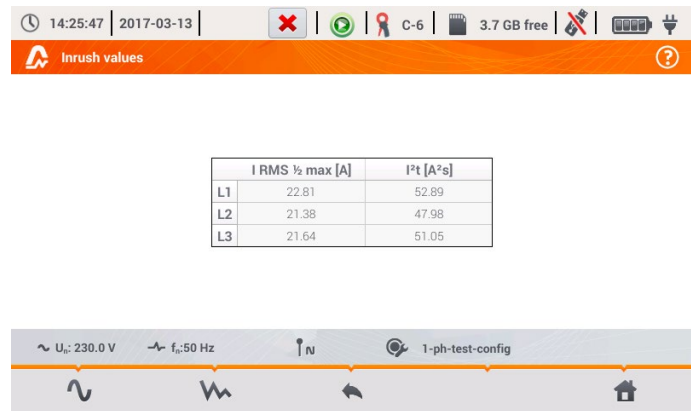 14:25:47 2017-03-13 C-6 3.7 GB free
Inrush values ?
I RMS ½ max [A] I²t [A²s]
L1 22.81 52.89
L2 21.38 47.98
L3 21.64 51.05
Uₙ: 230.0 V fₙ:50 Hz N 1-ph-test-config